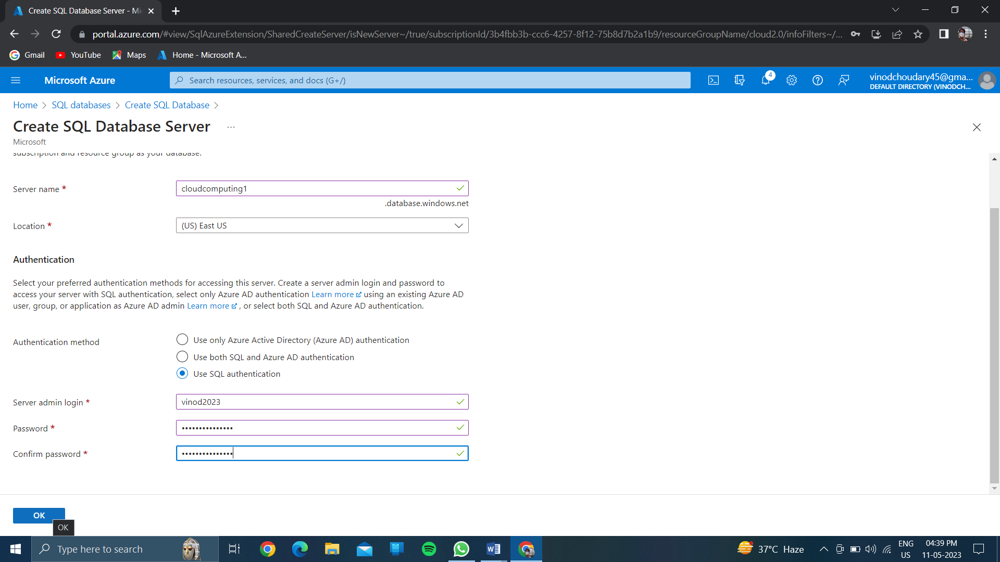 Create SQL Database Server - Mi
portal.azure.com/#view/SqlAzureExtension/SharedCreateServer/isNewServer~/true/subscriptionId/3b4fbb3b-ccc6-4257-8f12-75b8d7b2a1b9/resourceGroupName/cloud2.0/infoFilters~/...
Gmail YouTube Maps Home - Microsoft A...
Microsoft Azure
Search resources, services, and docs (G+/)
4
vinodchoudary45@gma...
DEFAULT DIRECTORY (VINODCH...
Home > SQL databases > Create SQL Database >
Create SQL Database Server ...
Microsoft
subscription and resource group as your database.
Server name *
cloudcomputing1
.database.windows.net
Location *
(US) East US
Authentication
Select your preferred authentication methods for accessing this server. Create a server admin login and password to
access your server with SQL authentication, select only Azure AD authentication Learn more using an existing Azure AD
user, group, or application as Azure AD admin Learn more , or select both SQL and Azure AD authentication.
Authentication method
Use only Azure Active Directory (Azure AD) authentication
Use both SQL and Azure AD authentication
Use SQL authentication
Server admin login *
vinod2023
Password *
•••••••••••••••
Confirm password *
•••••••••••••••
OK
OK
Type here to search
37°C Haze
ENG
US
04:39 PM
11-05-2023